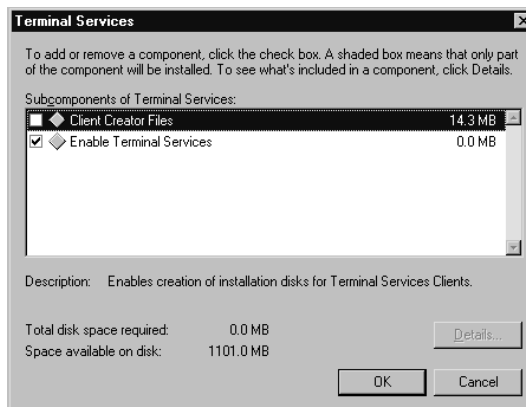 Terminal Services
To add or remove a component, click the check box. A shaded box means that only part
of the component will be installed. To see what's included in a component, click Details.
Subcomponents of Terminal Services:
Client Creator Files 14.3 MB
Enable Terminal Services 0.0 MB
Description: Enables creation of installation disks for Terminal Services Clients.
Total disk space required: 0.0 MB
Space available on disk: 1101.0 MB
Details...
OK Cancel